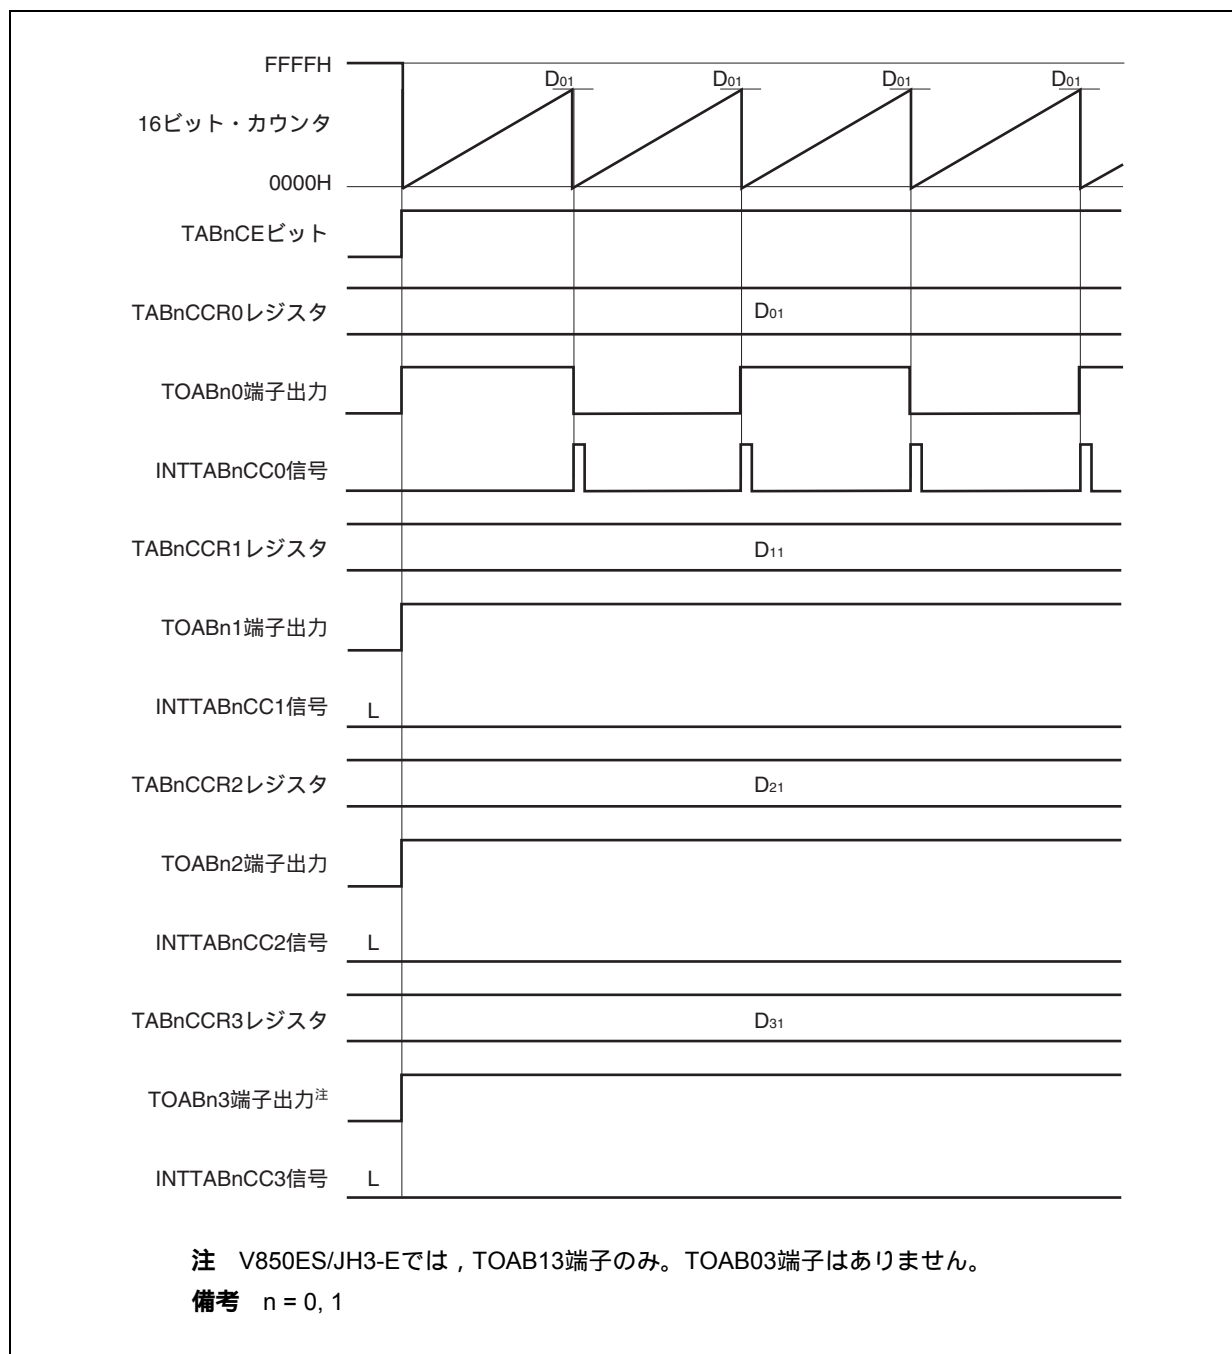 FFFFH
D01 D01 D01 D01
16ビット・カウンタ
0000H
TABnCEビット
TABnCCR0レジスタ D01
TOABn0端子出力
INTTABnCC0信号
TABnCCR1レジスタ D11
TOABn1端子出力
INTTABnCC1信号 L
TABnCCR2レジスタ D21
TOABn2端子出力
INTTABnCC2信号 L
TABnCCR3レジスタ D31
TOABn3端子出力注
INTTABnCC3信号 L
注 V850ES/JH3-Eでは，TOAB13端子のみ。TOAB03端子はありません。
備考 n = 0, 1